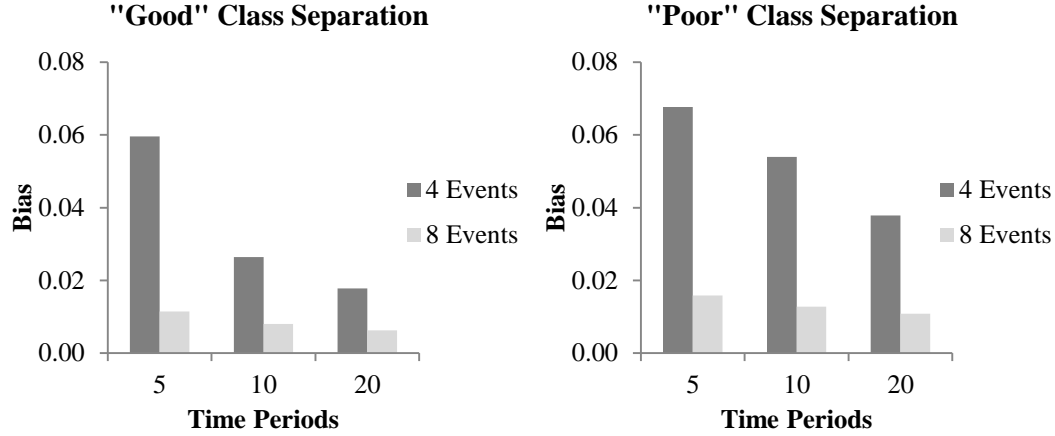 "Good" Class Separation
0.08
0.06
0.04
0.02
0.00
Bias
5 10 20
Time Periods
4 Events
8 Events
"Poor" Class Separation
0.08
0.06
0.04
0.02
0.00
Bias
5 10 20
Time Periods
4 Events
8 Events